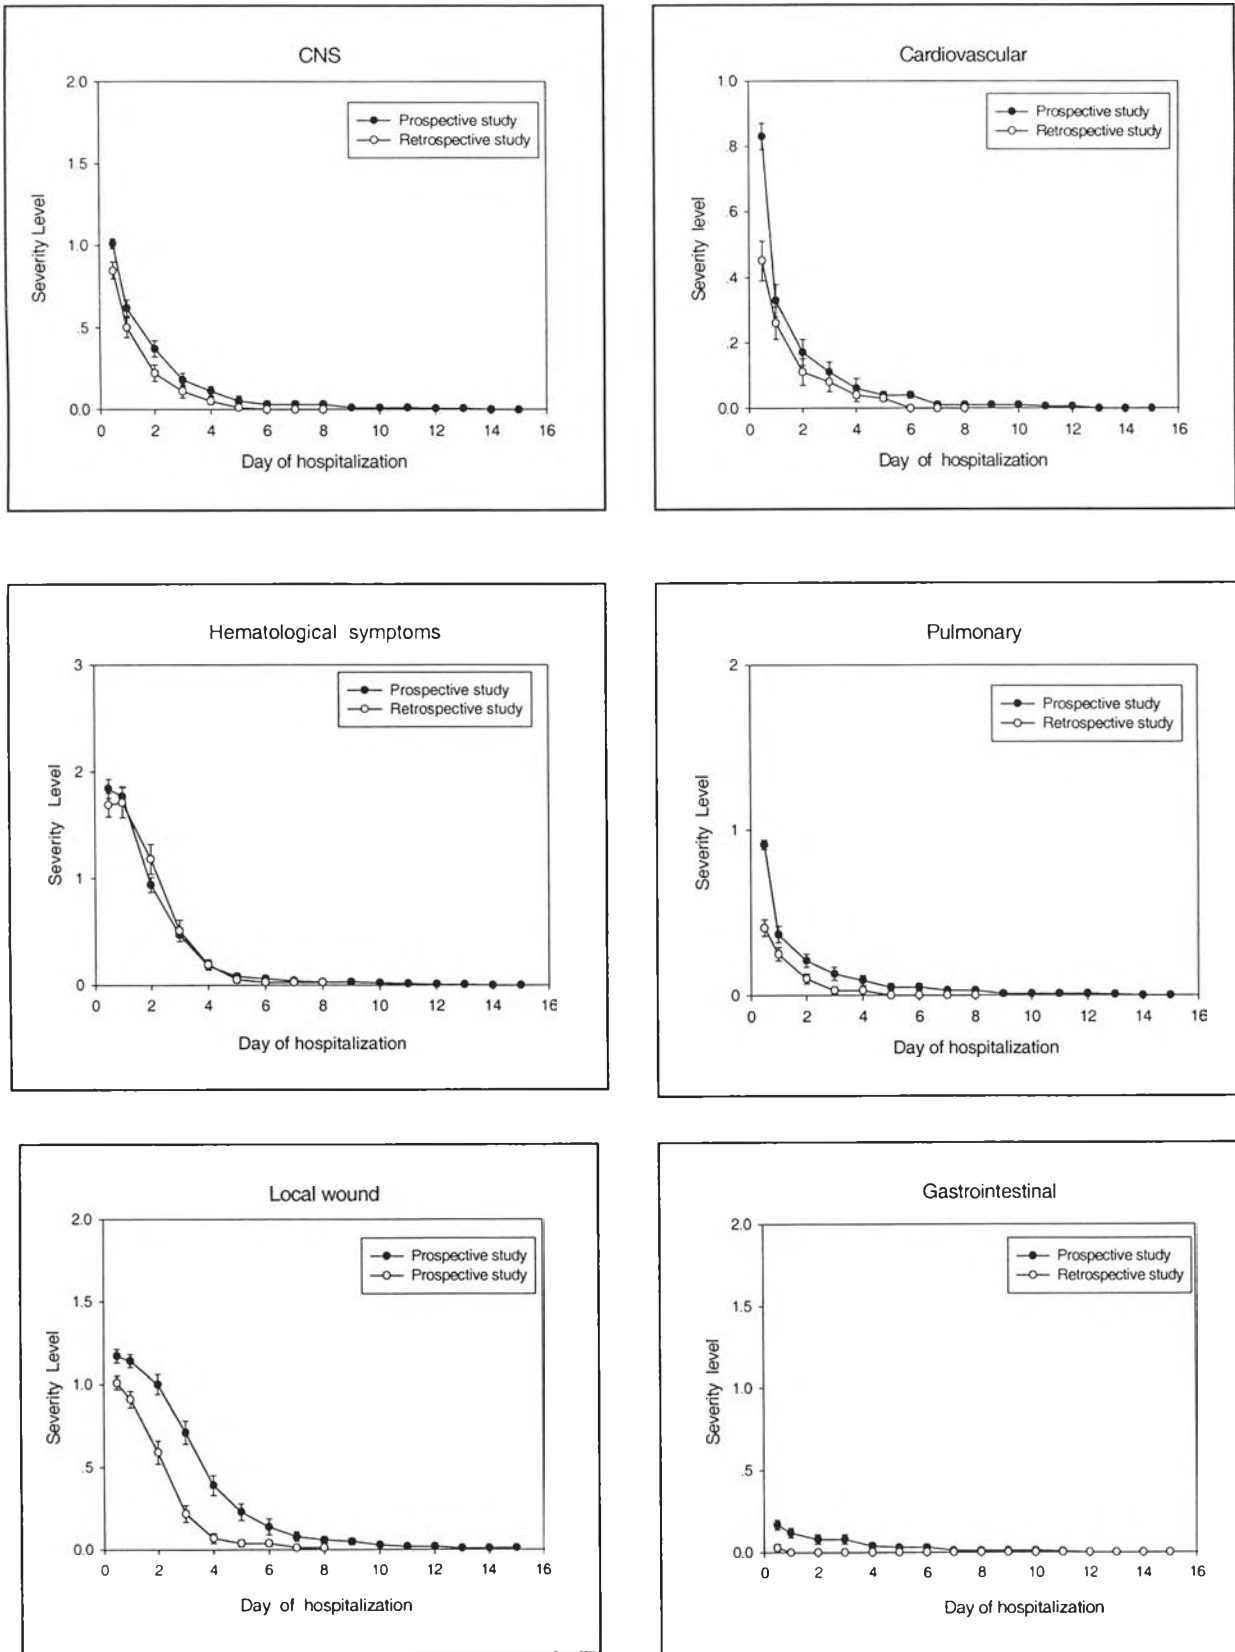 CNS
2.0
1.5
1.0
.5
0.0
Severity Level
Prospective study
Retrospective study
0 2 4 6 8 10 12 14 16
Day of hospitalization
Cardiovascular
1.0
.8
.6
.4
.2
0.0
Severity level
Prospective study
Retrospective study
0 2 4 6 8 10 12 14 16
Day of hospitalization
Hematological symptoms
3
2
1
0
Severity Level
Prospective study
Retrospective study
0 2 4 6 8 10 12 14 16
Day of hospitalization
Pulmonary
2
1
0
Severity Level
Prospective study
Retrospective study
0 2 4 6 8 10 12 14 16
Day of hospitalization
Local wound
2.0
1.5
1.0
.5
0.0
Severity Level
Prospective study
Prospective study
0 2 4 6 8 10 12 14 16
Day of hospitalization
Gastrointestinal
2.0
1.5
1.0
.5
0.0
Severity level
Prospective study
Retrospective study
0 2 4 6 8 10 12 14 16
Day of hospitalization